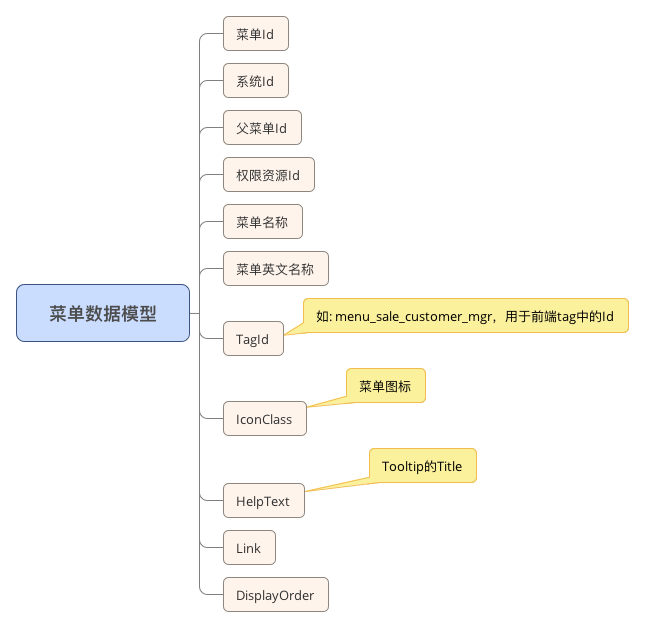 菜单Id
系统Id
父菜单Id
权限资源Id
菜单名称
菜单英文名称
菜单数据模型
如: menu_sale_customer_mgr，用于前端tag中的Id
TagId
菜单图标
IconClass
Tooltip的Title
HelpText
Link
DisplayOrder